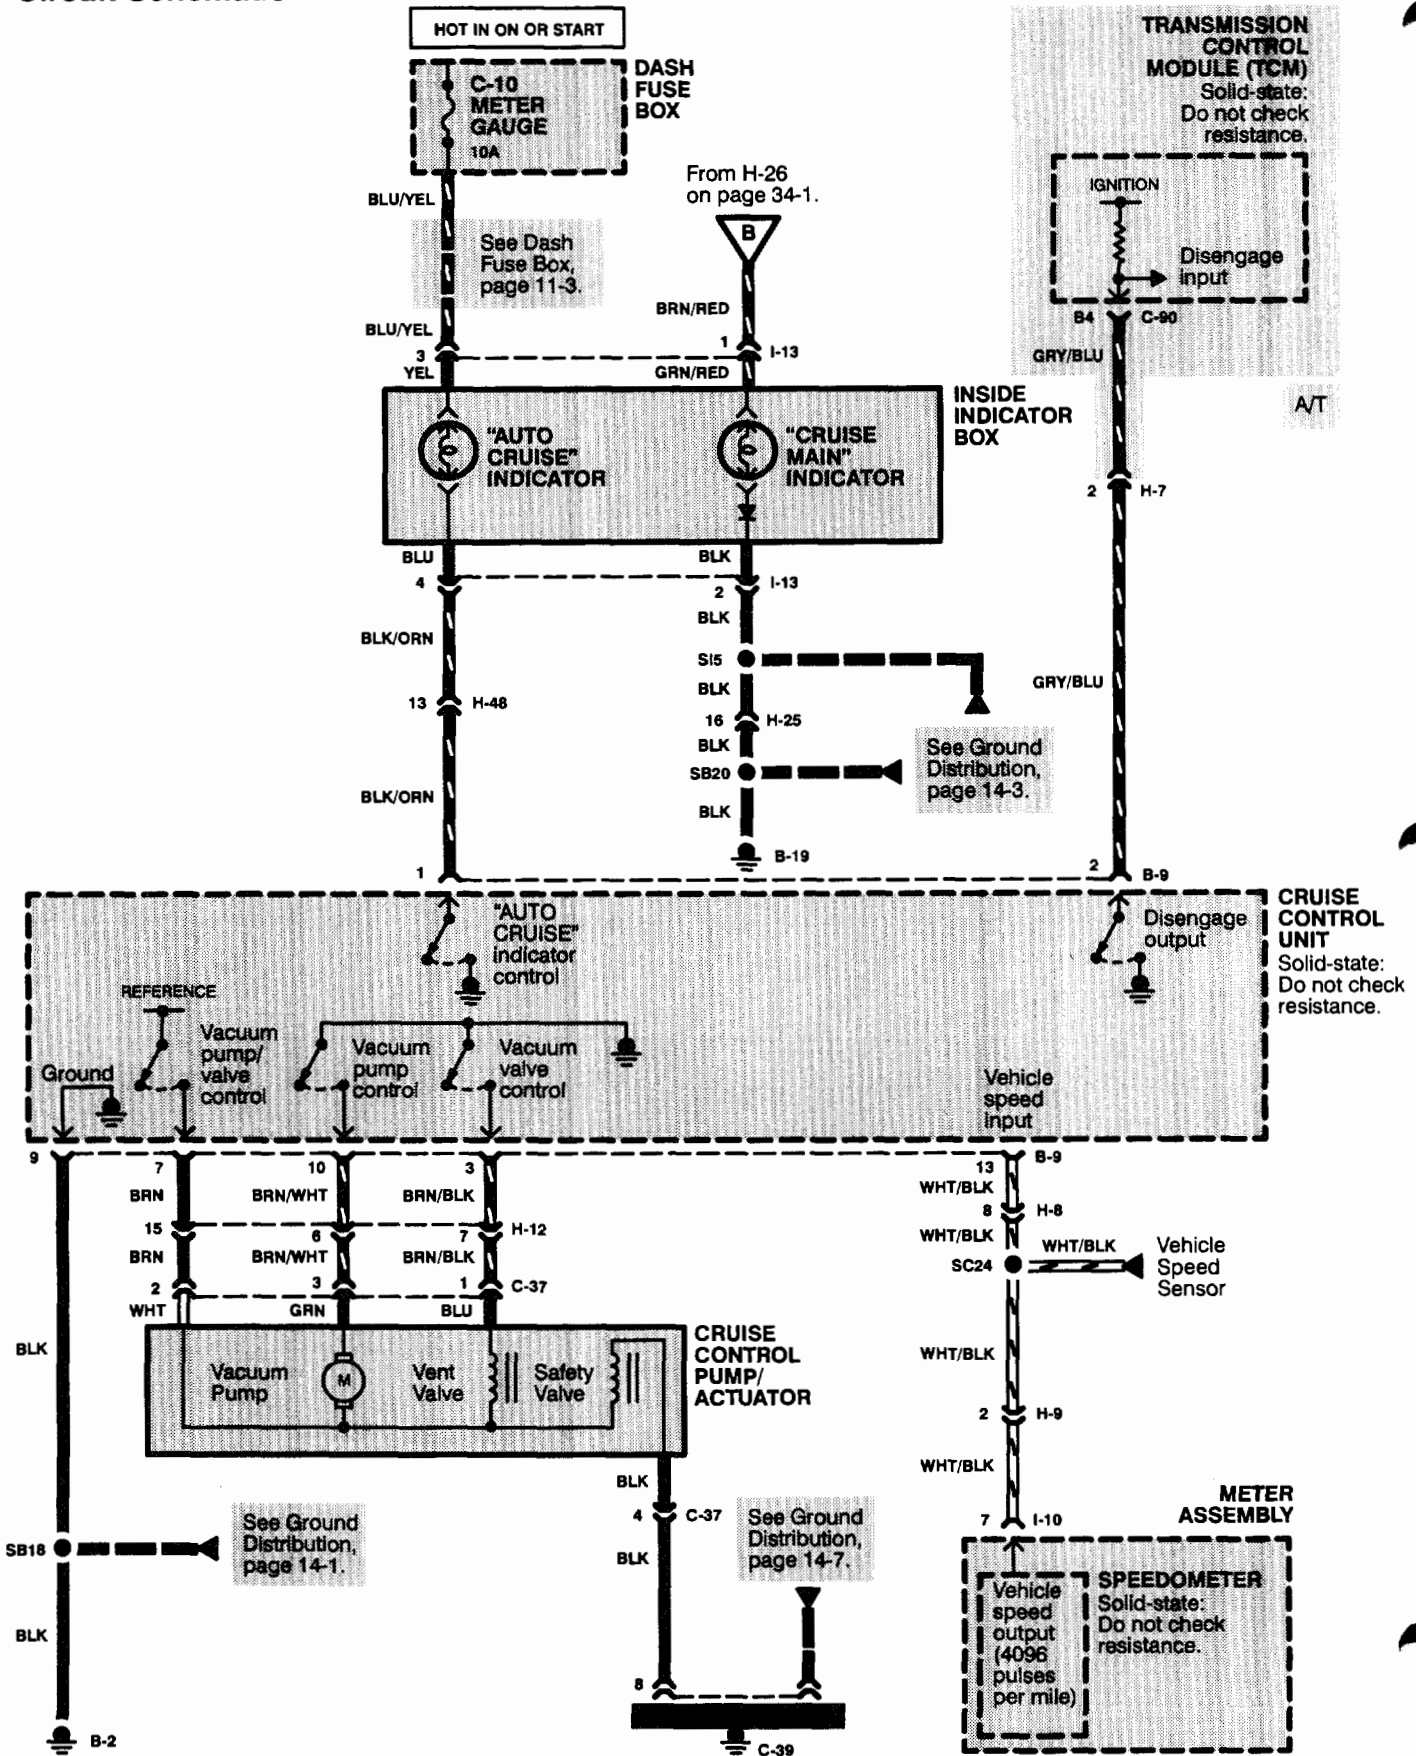 HOT IN ON OR START
DASH
FUSE
BOX
C-10
METER
GAUGE
10A
BLU/YEL
See Dash
Fuse Box,
page 11-3.
BLU/YEL
3
YEL
From H-26
on page 34-1.
B
BRN/RED
1
I-13
GRN/RED
TRANSMISSION
CONTROL
MODULE (TCM)
Solid-state:
Do not check
resistance.
IGNITION
Disengage
Input
B4
C-90
GRY/BLU
A/T
2
H-7
GRY/BLU
INSIDE
INDICATOR
BOX
"AUTO
CRUISE"
INDICATOR
"CRUISE
MAIN"
INDICATOR
BLU
4
BLK
2
I-13
BLK/ORN
BLK
SI5
BLK
13
H-48
16
H-25
BLK
SB20
See Ground
Distribution,
page 14-3.
BLK/ORN
BLK
B-19
1
2
B-9
CRUISE
CONTROL
UNIT
Solid-state:
Do not check
resistance.
"AUTO
CRUISE"
indicator
control
Disengage
output
REFERENCE
Vacuum
pump/
valve
control
Vacuum
pump
control
Vacuum
valve
control
Ground
Vehicle
speed
Input
9
7
10
3
13
B-9
BRN
BRN/WHT
BRN/BLK
WHT/BLK
15
6
7
H-12
8
H-8
BRN
BRN/WHT
BRN/BLK
WHT/BLK
SC24
WHT/BLK
Vehicle
Speed
Sensor
2
3
1
C-37
WHT
GRN
BLU
BLK
Vacuum
Pump
M
Vent
Valve
Safety
Valve
CRUISE
CONTROL
PUMP/
ACTUATOR
WHT/BLK
2
H-9
WHT/BLK
BLK
4
C-37
BLK
SB18
See Ground
Distribution,
page 14-1.
See Ground
Distribution,
page 14-7.
METER
ASSEMBLY
7
I-10
Vehicle
speed
output
(4096
pulses
per mile)
SPEEDOMETER
Solid-state:
Do not check
resistance.
BLK
8
B-2
C-39